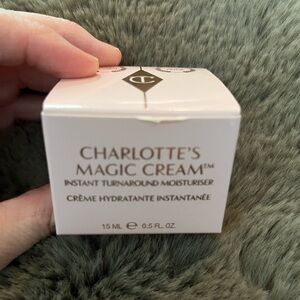 CHARLOTTE'S
MAGIC CREAM™
INSTANT TURNAROUND MOISTURISER
CRÈME HYDRATANTE INSTANTANÉE
15 ML ℮ 0.5 FL. OZ.